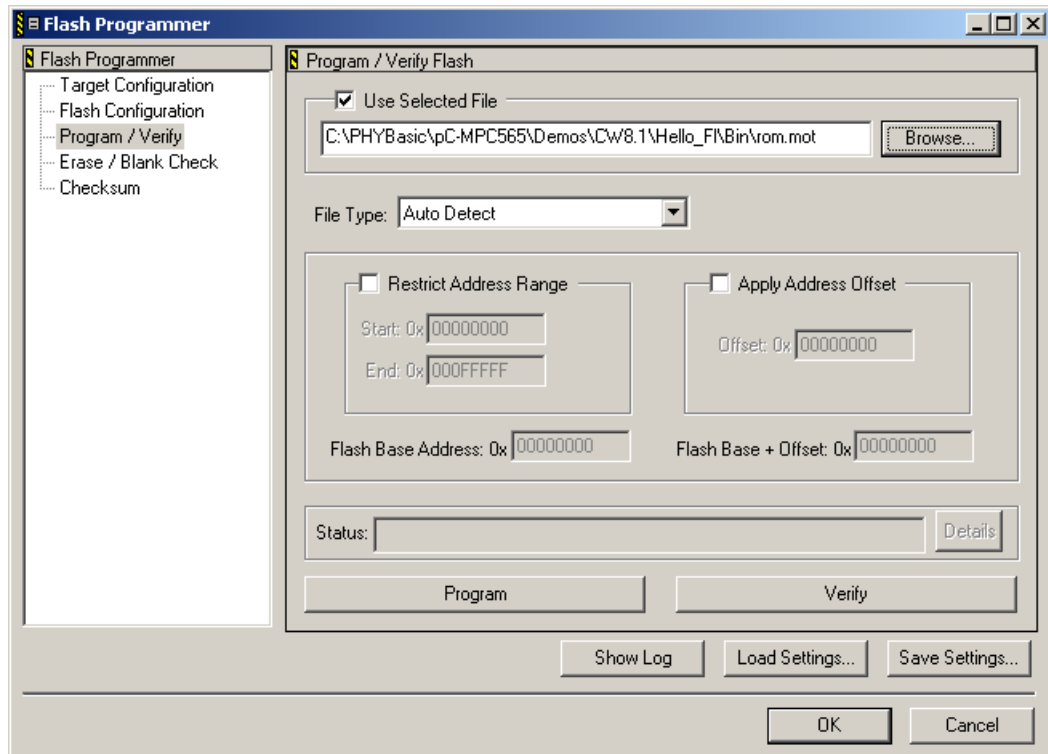 Flash Programmer
Flash Programmer
Target Configuration
Flash Configuration
Program / Verify
Erase / Blank Check
Checksum
Program / Verify Flash
Use Selected File
C:\PHYBasic\pC-MPC565\Demos\CW8.1\Hello_Fl\Bin\rom.mot
Browse...
File Type: Auto Detect
Restrict Address Range
Start: 0x 00000000
End: 0x 000FFFFF
Apply Address Offset
Offset: 0x 00000000
Flash Base Address: 0x 00000000
Flash Base + Offset: 0x 00000000
Status:
Details
Program
Verify
Show Log
Load Settings...
Save Settings...
OK
Cancel